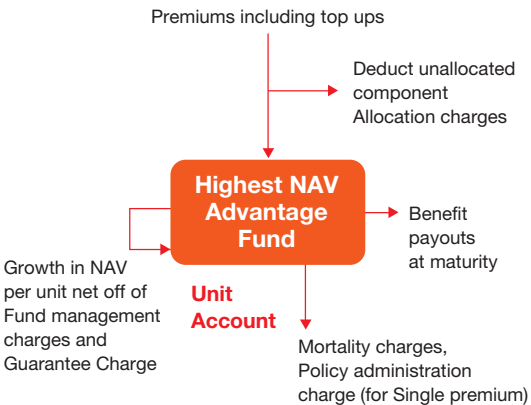 Premiums including top ups
Deduct unallocated
component
Allocation charges
Highest NAV
Advantage
Fund
Benefit
payouts
at maturity
Growth in NAV
per unit net off of
Fund management
charges and
Guarantee Charge
Unit
Account
Mortality charges,
Policy administration
charge (for Single premium)